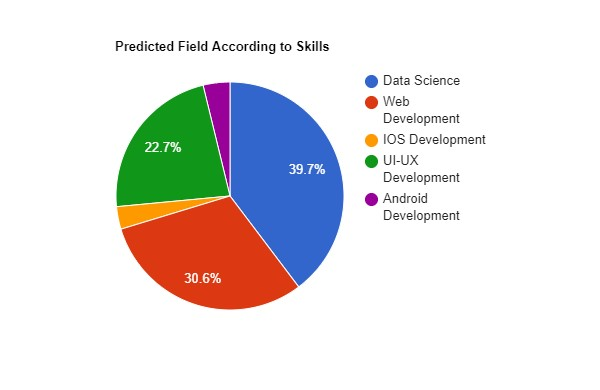 Predicted Field According to Skills
Data Science
Web
Development
IOS Development
UI-UX
Development
Android
Development
39.7%
22.7%
30.6%